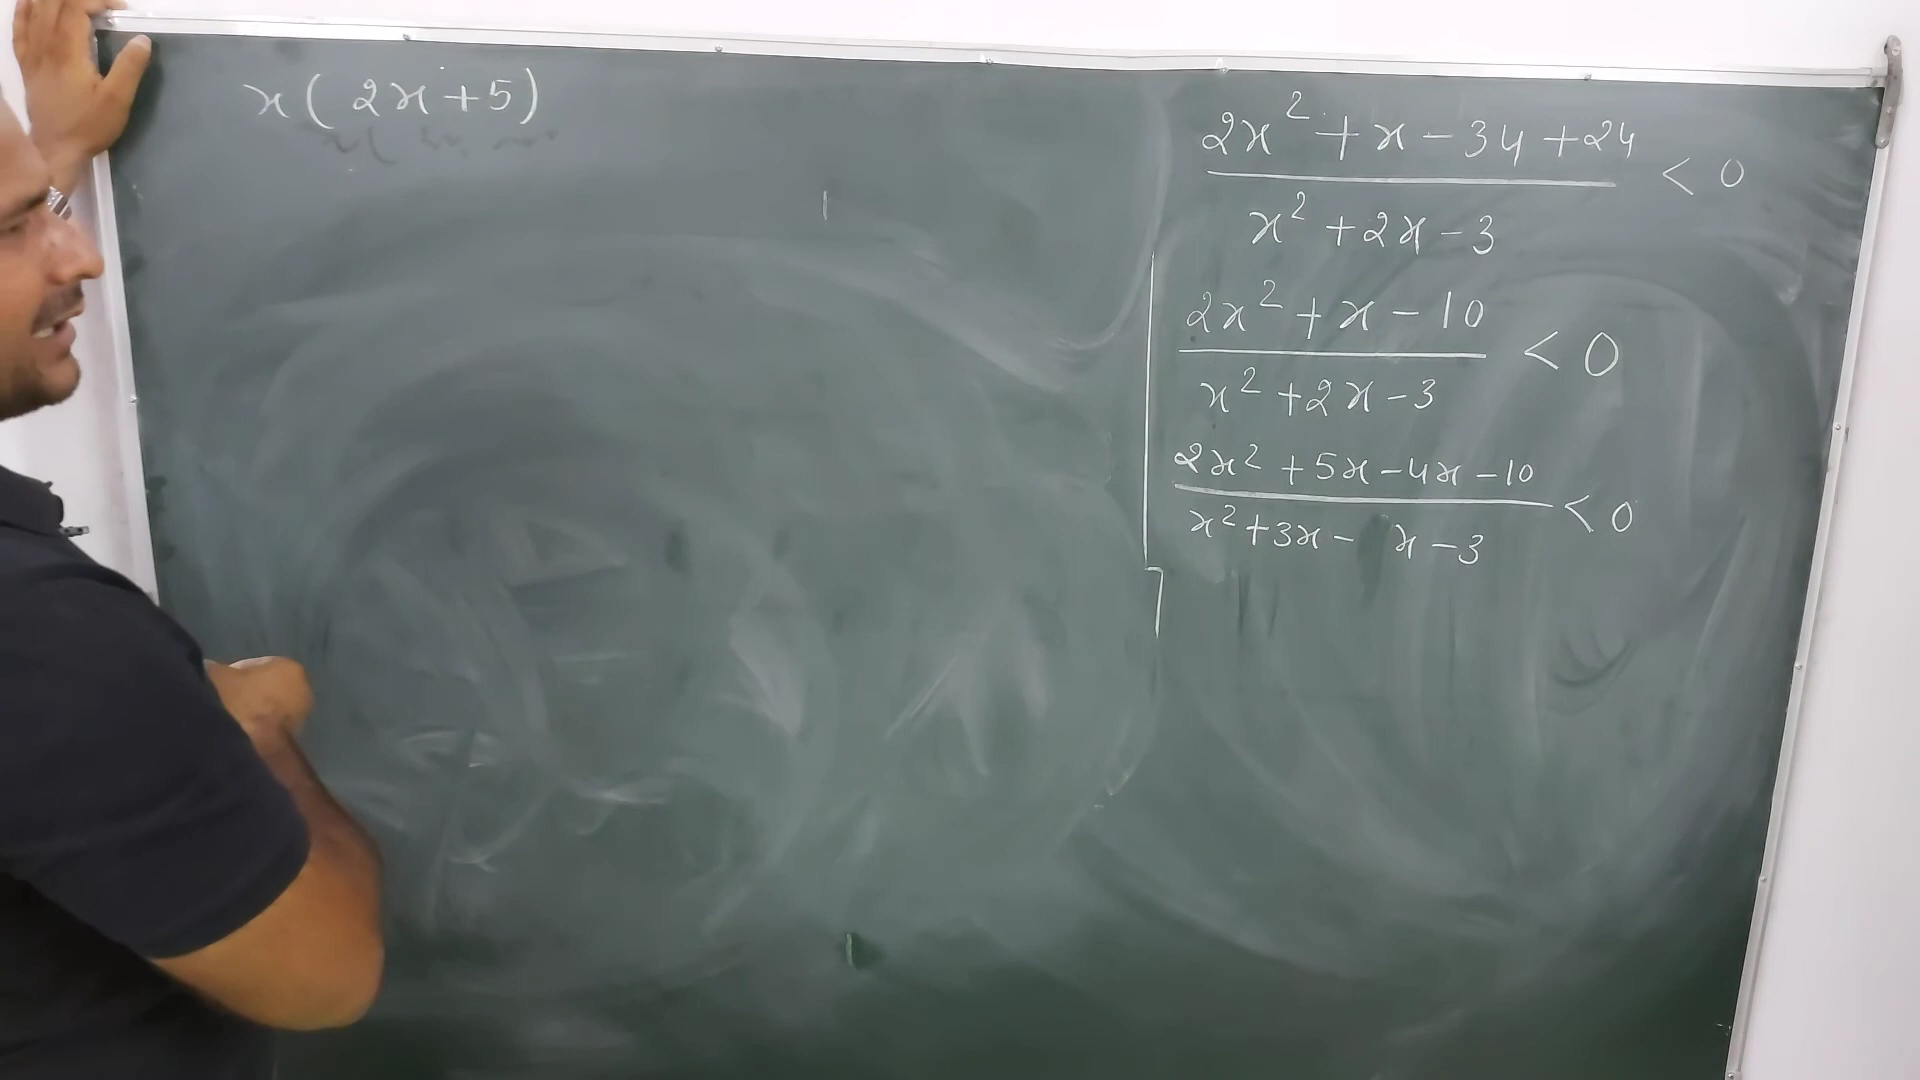 x(2x+5)
2x² + x - 34 + 24
< 0
x² + 2x - 3
2x² + x - 10
< 0
x² + 2x - 3
2x² + 5x - 4x - 10
< 0
x² + 3x - x - 3